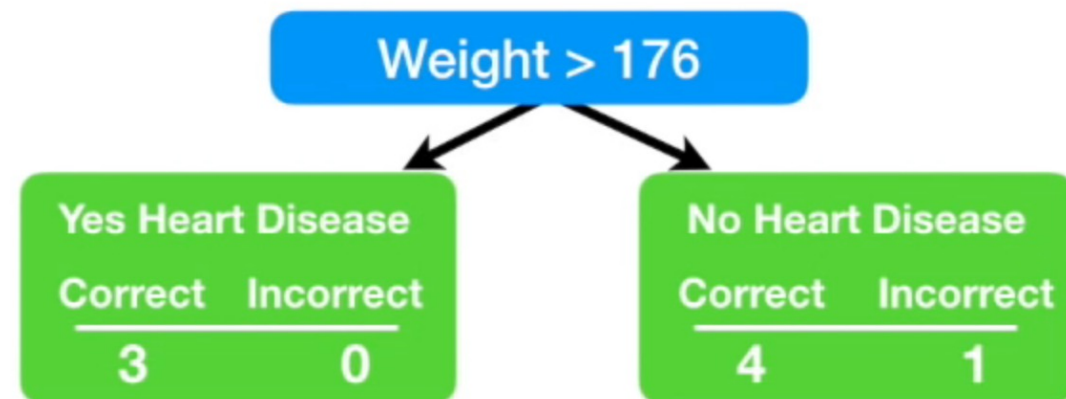 Weight > 176
Yes Heart Disease
Correct Incorrect
3 0
No Heart Disease
Correct Incorrect
4 1